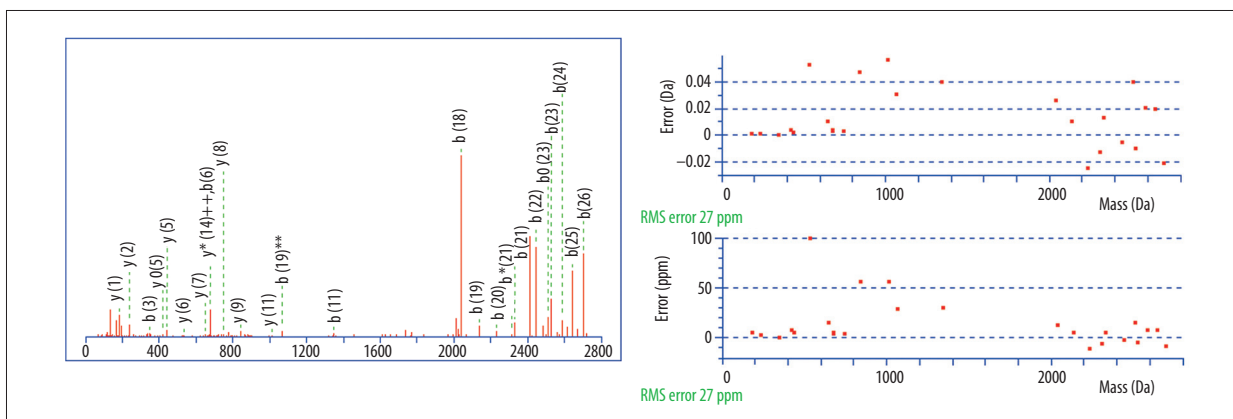 y (1)
y (2)
b (3)
y 0(5)
y (5)
y (6)
y (7)
y* (14)++,b(6)
y (8)
y (9)
y (11)
b (19)**
b (11)
b (18)
b (19)
b (20)
b *(21)
b(21)
b (22)
b0 (23)
b(23)
b(24)
b(25)
b(26)
0 400 800 1200 1600 2000 2400 2800
Error (Da)
0.04
0.02
0
−0.02
0 1000 2000
Mass (Da)
RMS error 27 ppm
Error (ppm)
100
50
0
0 1000 2000
Mass (Da)
RMS error 27 ppm